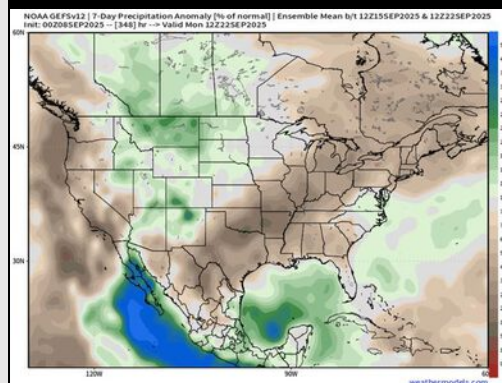 NOAA GEFSv12 | 7-Day Precipitation Anomaly [% of normal] | Ensemble Mean b/t 12Z15SEP2025 & 12Z22SEP2025
Init: 00Z08SEP2025 -- [348] hr --> Valid Mon 12Z22SEP2025
60N
45N
30N
120W
90W
weathermodels.com